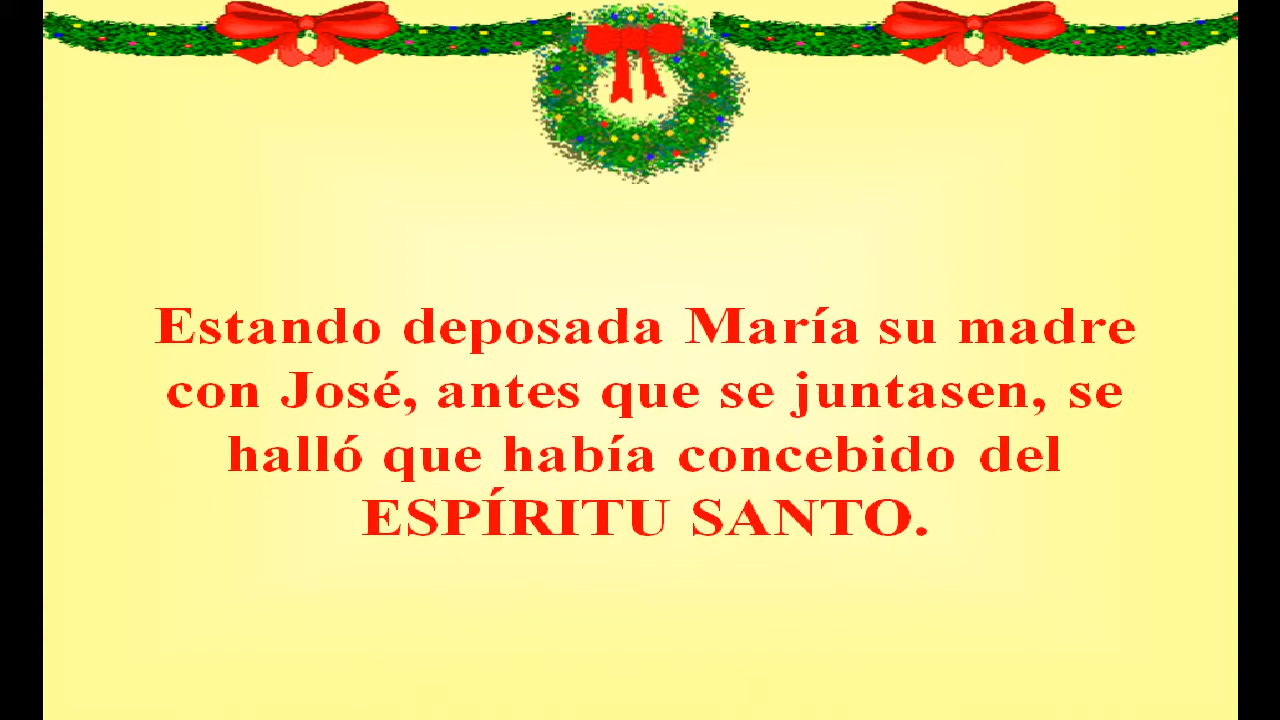 Estando deposada María su madre
con José, antes que se juntasen, se
halló que había concebido del
ESPÍRITU SANTO.